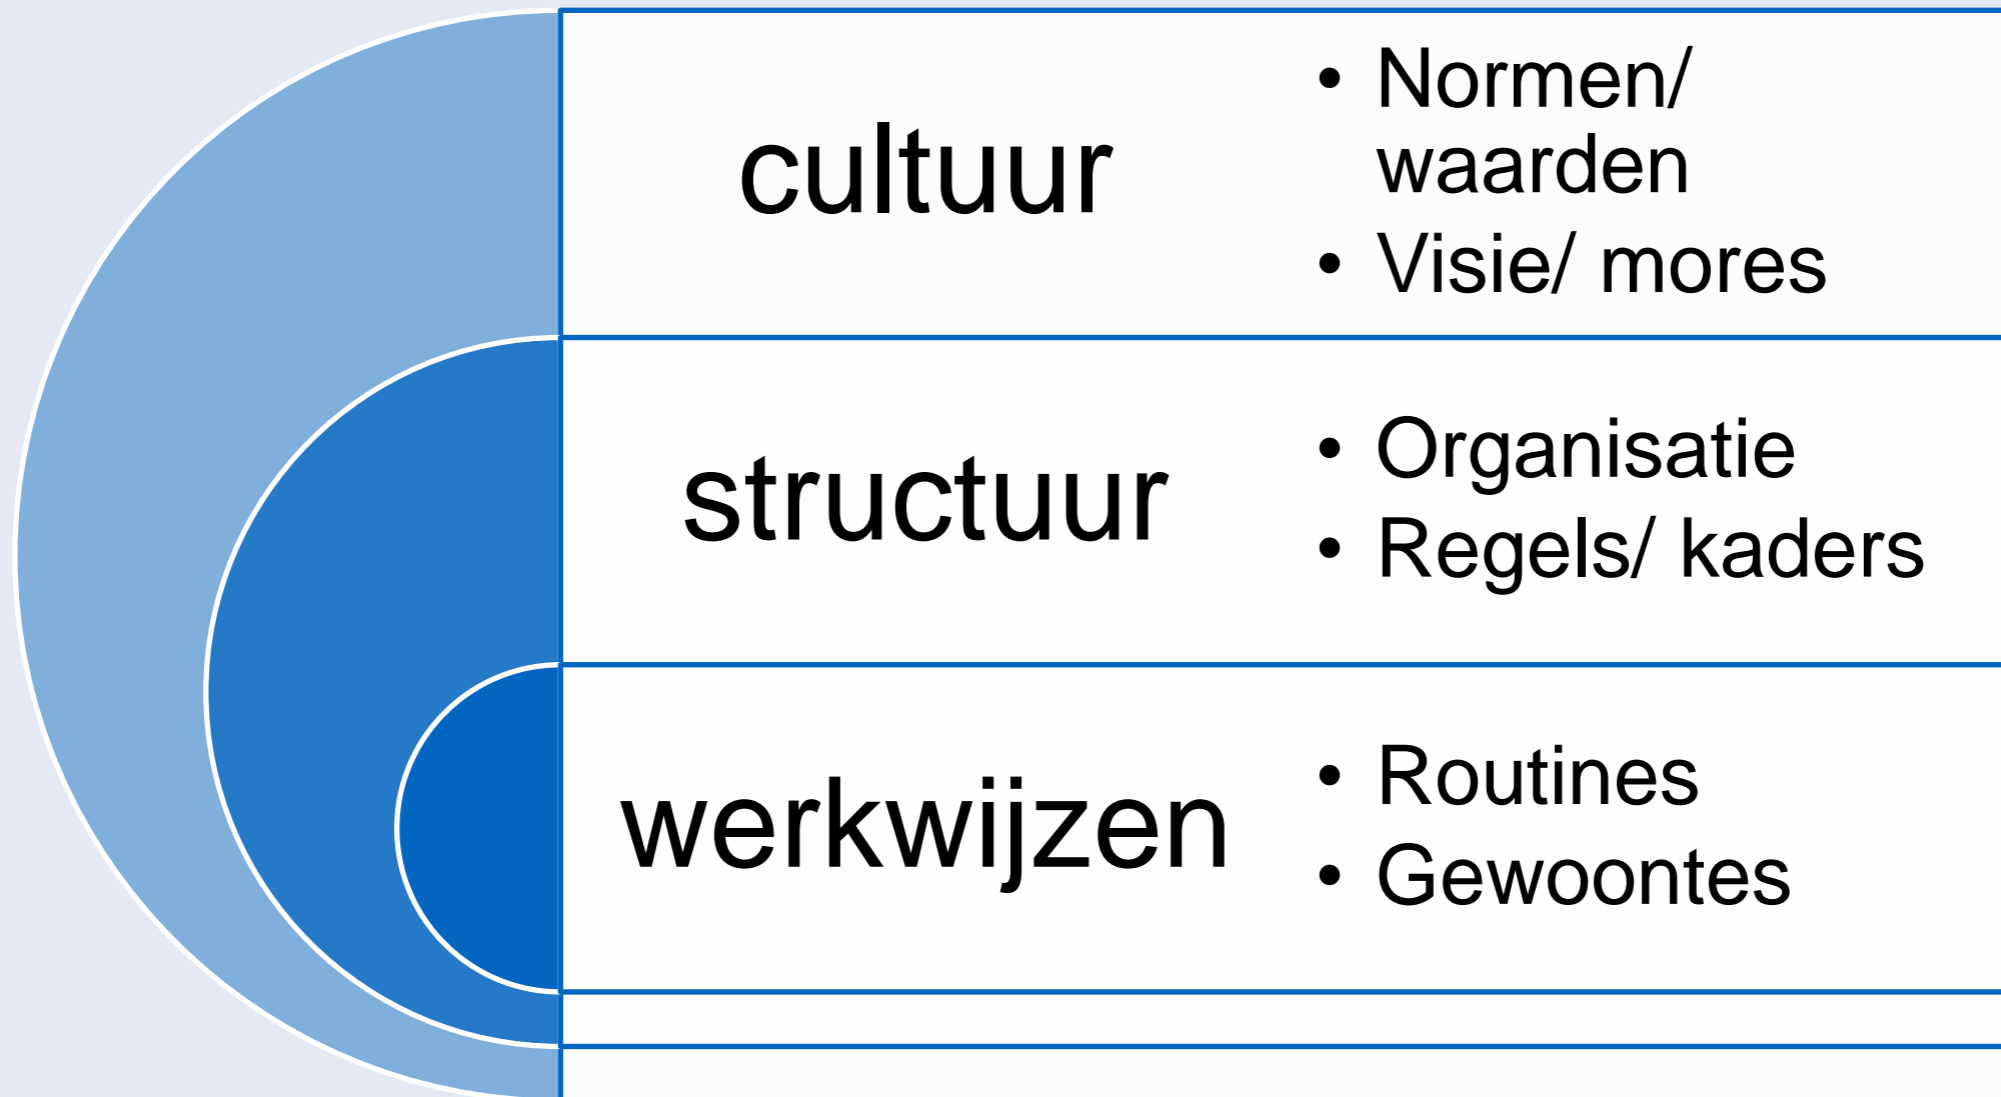 cultuur
• Normen/
waarden
• Visie/ mores
structuur
• Organisatie
• Regels/ kaders
werkwijzen
• Routines
• Gewoontes